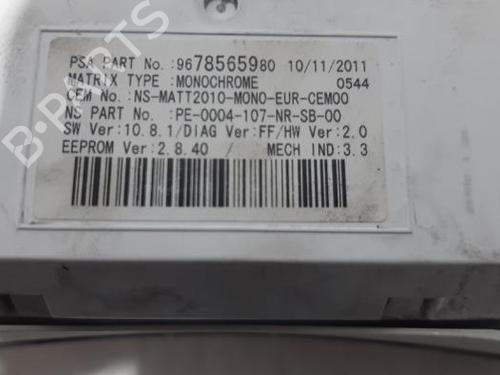 PSA PART No.:9678565980 10/11/2011
MATRIX TYPE :MONOCHROME 0544
CEM No.:NS-MATT2010-MONO-EUR-CEM00
NS PART No.:PE-0004-107-NR-SB-00
SW Ver:10.8.1/DIAG Ver:FF/HW Ver:2.0
EEPROM Ver:2.8.40 / MECH IND:3.3